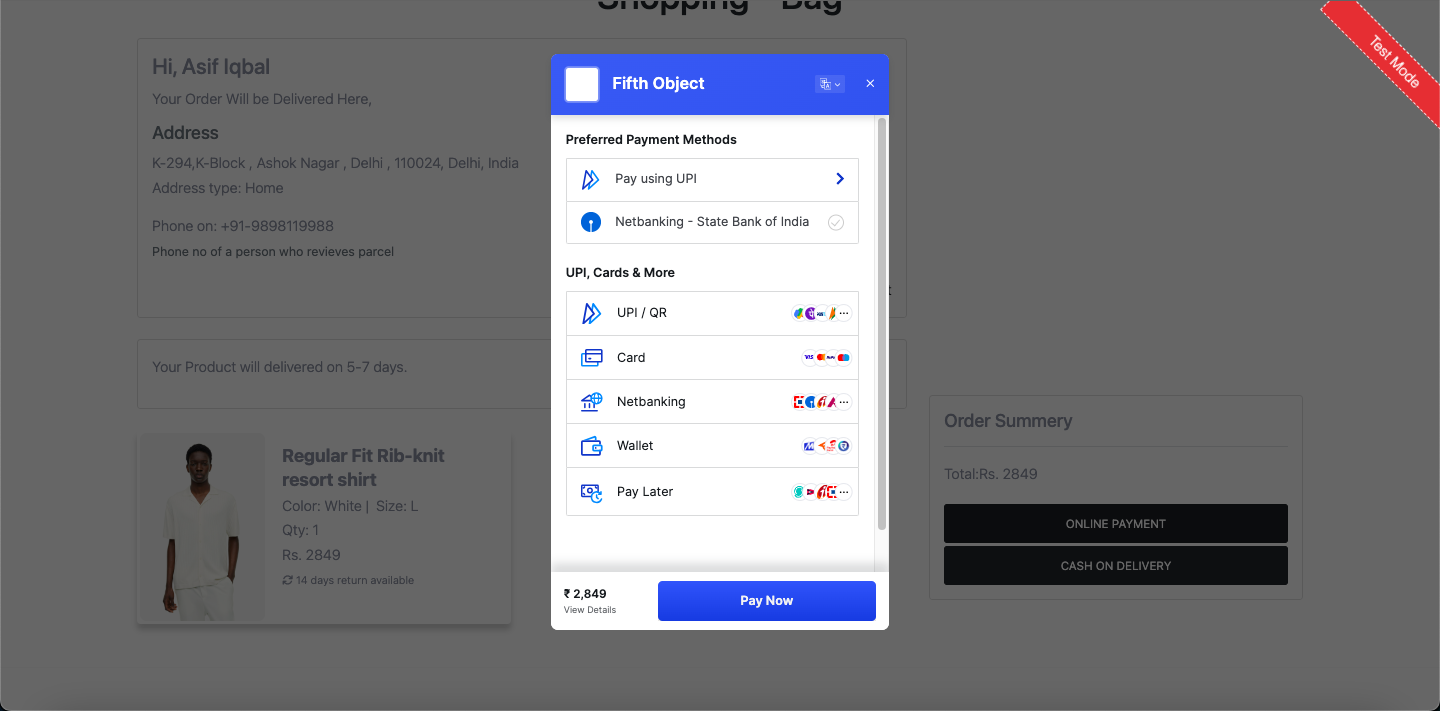 Shopping - Bag
Test Mode
Hi, Asif Iqbal
Your Order Will be Delivered Here,
Address
K-294,K-Block , Ashok Nagar , Delhi , 110024, Delhi, India
Address type: Home
Phone on: +91-9898119988
Phone no of a person who revieves parcel
Your Product will delivered on 5-7 days.
Regular Fit Rib-knit
resort shirt
Color: White | Size: L
Qty: 1
Rs. 2849
14 days return available
Fifth Object
Preferred Payment Methods
Pay using UPI
Netbanking - State Bank of India
UPI, Cards & More
UPI / QR
Card
VISA
Netbanking
Wallet
Pay Later
₹ 2,849
View Details
Pay Now
Order Summery
Total:Rs. 2849
ONLINE PAYMENT
CASH ON DELIVERY